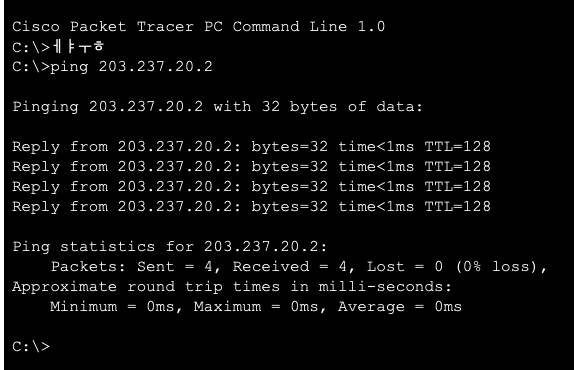 Cisco Packet Tracer PC Command Line 1.0
C:\>ㅔㅑㅜㅎ
C:\>ping 203.237.20.2
Pinging 203.237.20.2 with 32 bytes of data:
Reply from 203.237.20.2: bytes=32 time<1ms TTL=128
Reply from 203.237.20.2: bytes=32 time<1ms TTL=128
Reply from 203.237.20.2: bytes=32 time<1ms TTL=128
Reply from 203.237.20.2: bytes=32 time<1ms TTL=128
Ping statistics for 203.237.20.2:
Packets: Sent = 4, Received = 4, Lost = 0 (0% loss),
Approximate round trip times in milli-seconds:
Minimum = 0ms, Maximum = 0ms, Average = 0ms
C:\>